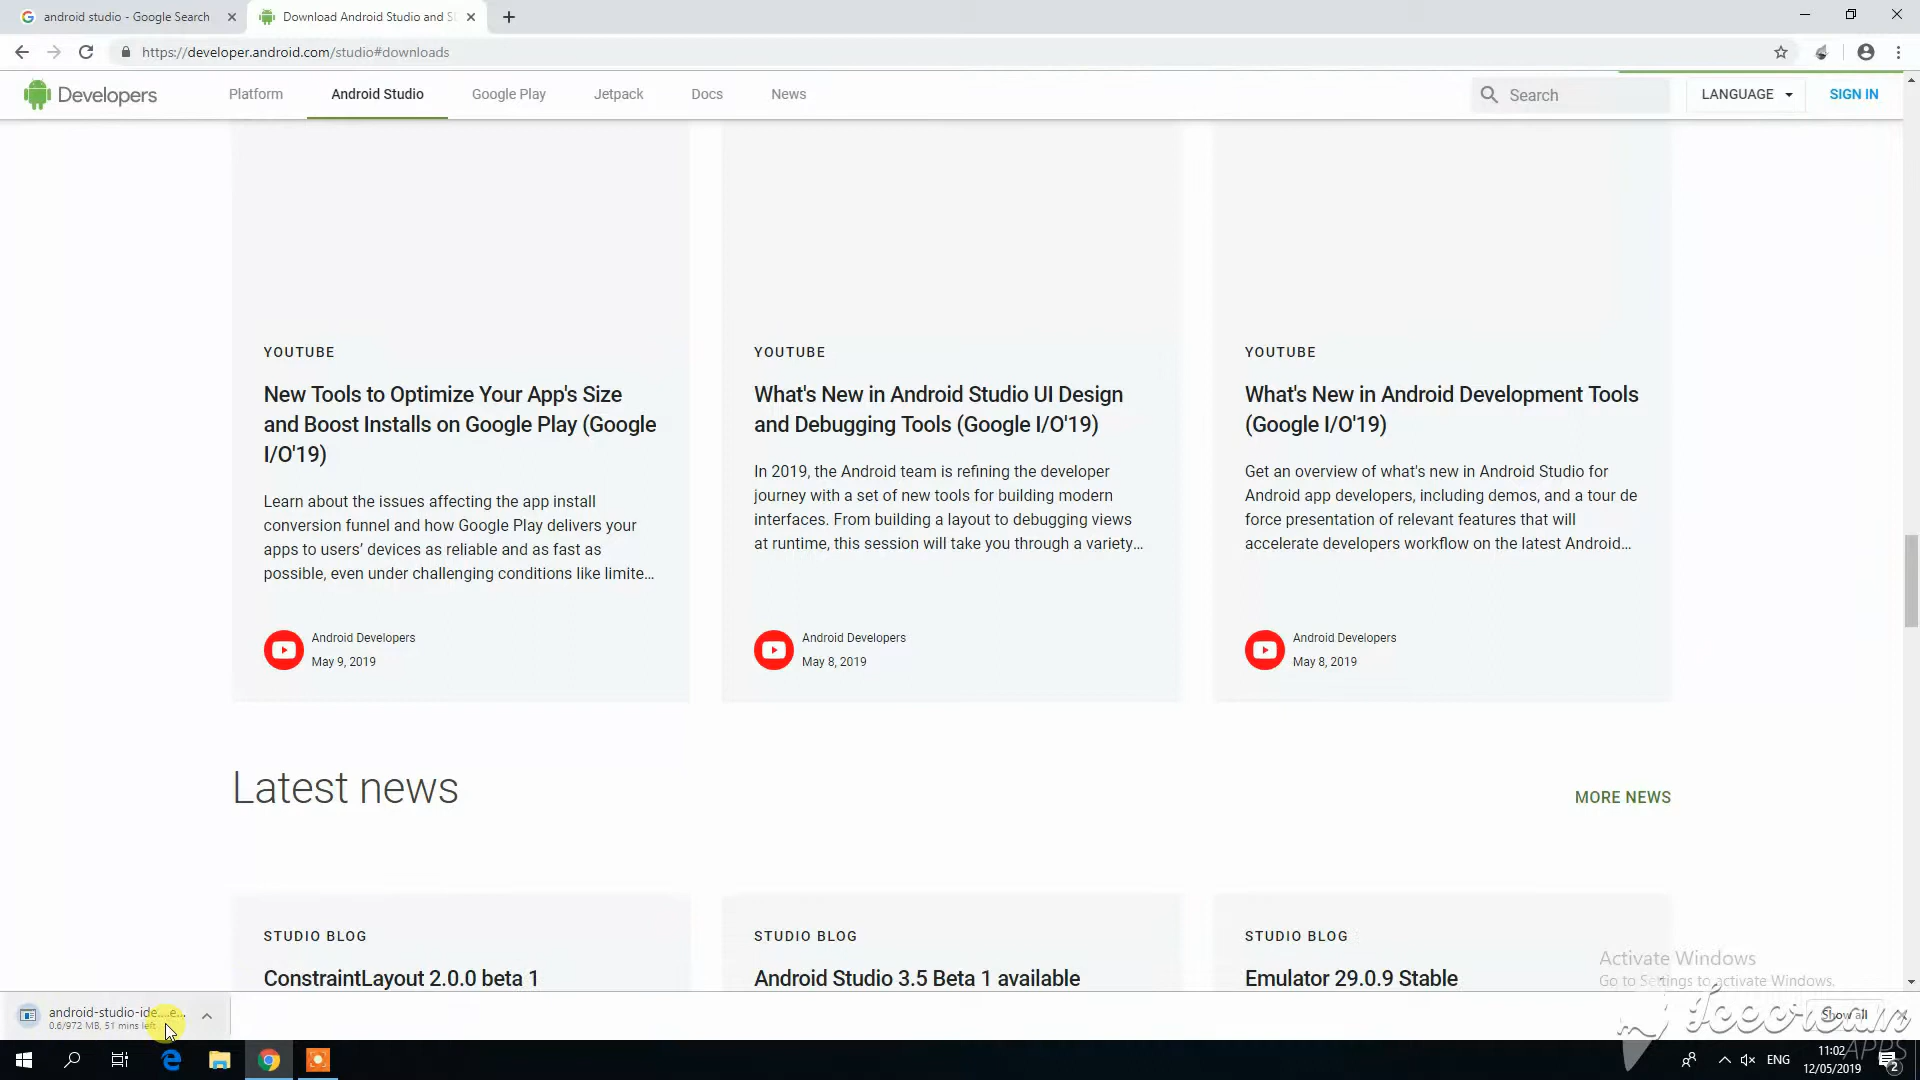 android studio - Google Search
Download Android Studio and S
https://developer.android.com/studio#downloads
Developers
Platform
Android Studio
Google Play
Jetpack
Docs
News
Search
LANGUAGE
SIGN IN
YOUTUBE
New Tools to Optimize Your App's Size
and Boost Installs on Google Play (Google
I/O'19)
Learn about the issues affecting the app install
conversion funnel and how Google Play delivers your
apps to users’ devices as reliable and as fast as
possible, even under challenging conditions like limite...
Android Developers
May 9, 2019
YOUTUBE
What's New in Android Studio UI Design
and Debugging Tools (Google I/O'19)
In 2019, the Android team is refining the developer
journey with a set of new tools for building modern
interfaces. From building a layout to debugging views
at runtime, this session will take you through a variety...
Android Developers
May 8, 2019
YOUTUBE
What's New in Android Development Tools
(Google I/O'19)
Get an overview of what's new in Android Studio for
Android app developers, including demos, and a tour de
force presentation of relevant features that will
accelerate developers workflow on the latest Android...
Android Developers
May 8, 2019
Latest news
MORE NEWS
STUDIO BLOG
ConstraintLayout 2.0.0 beta 1
STUDIO BLOG
Android Studio 3.5 Beta 1 available
STUDIO BLOG
Emulator 29.0.9 Stable
Activate Windows
Go to Settings to activate Windows.
android-studio-ide....e...
0.6/972 MB, 51 mins left
Show all
Icecream
APPS
ENG
11:02
12/05/2019
2